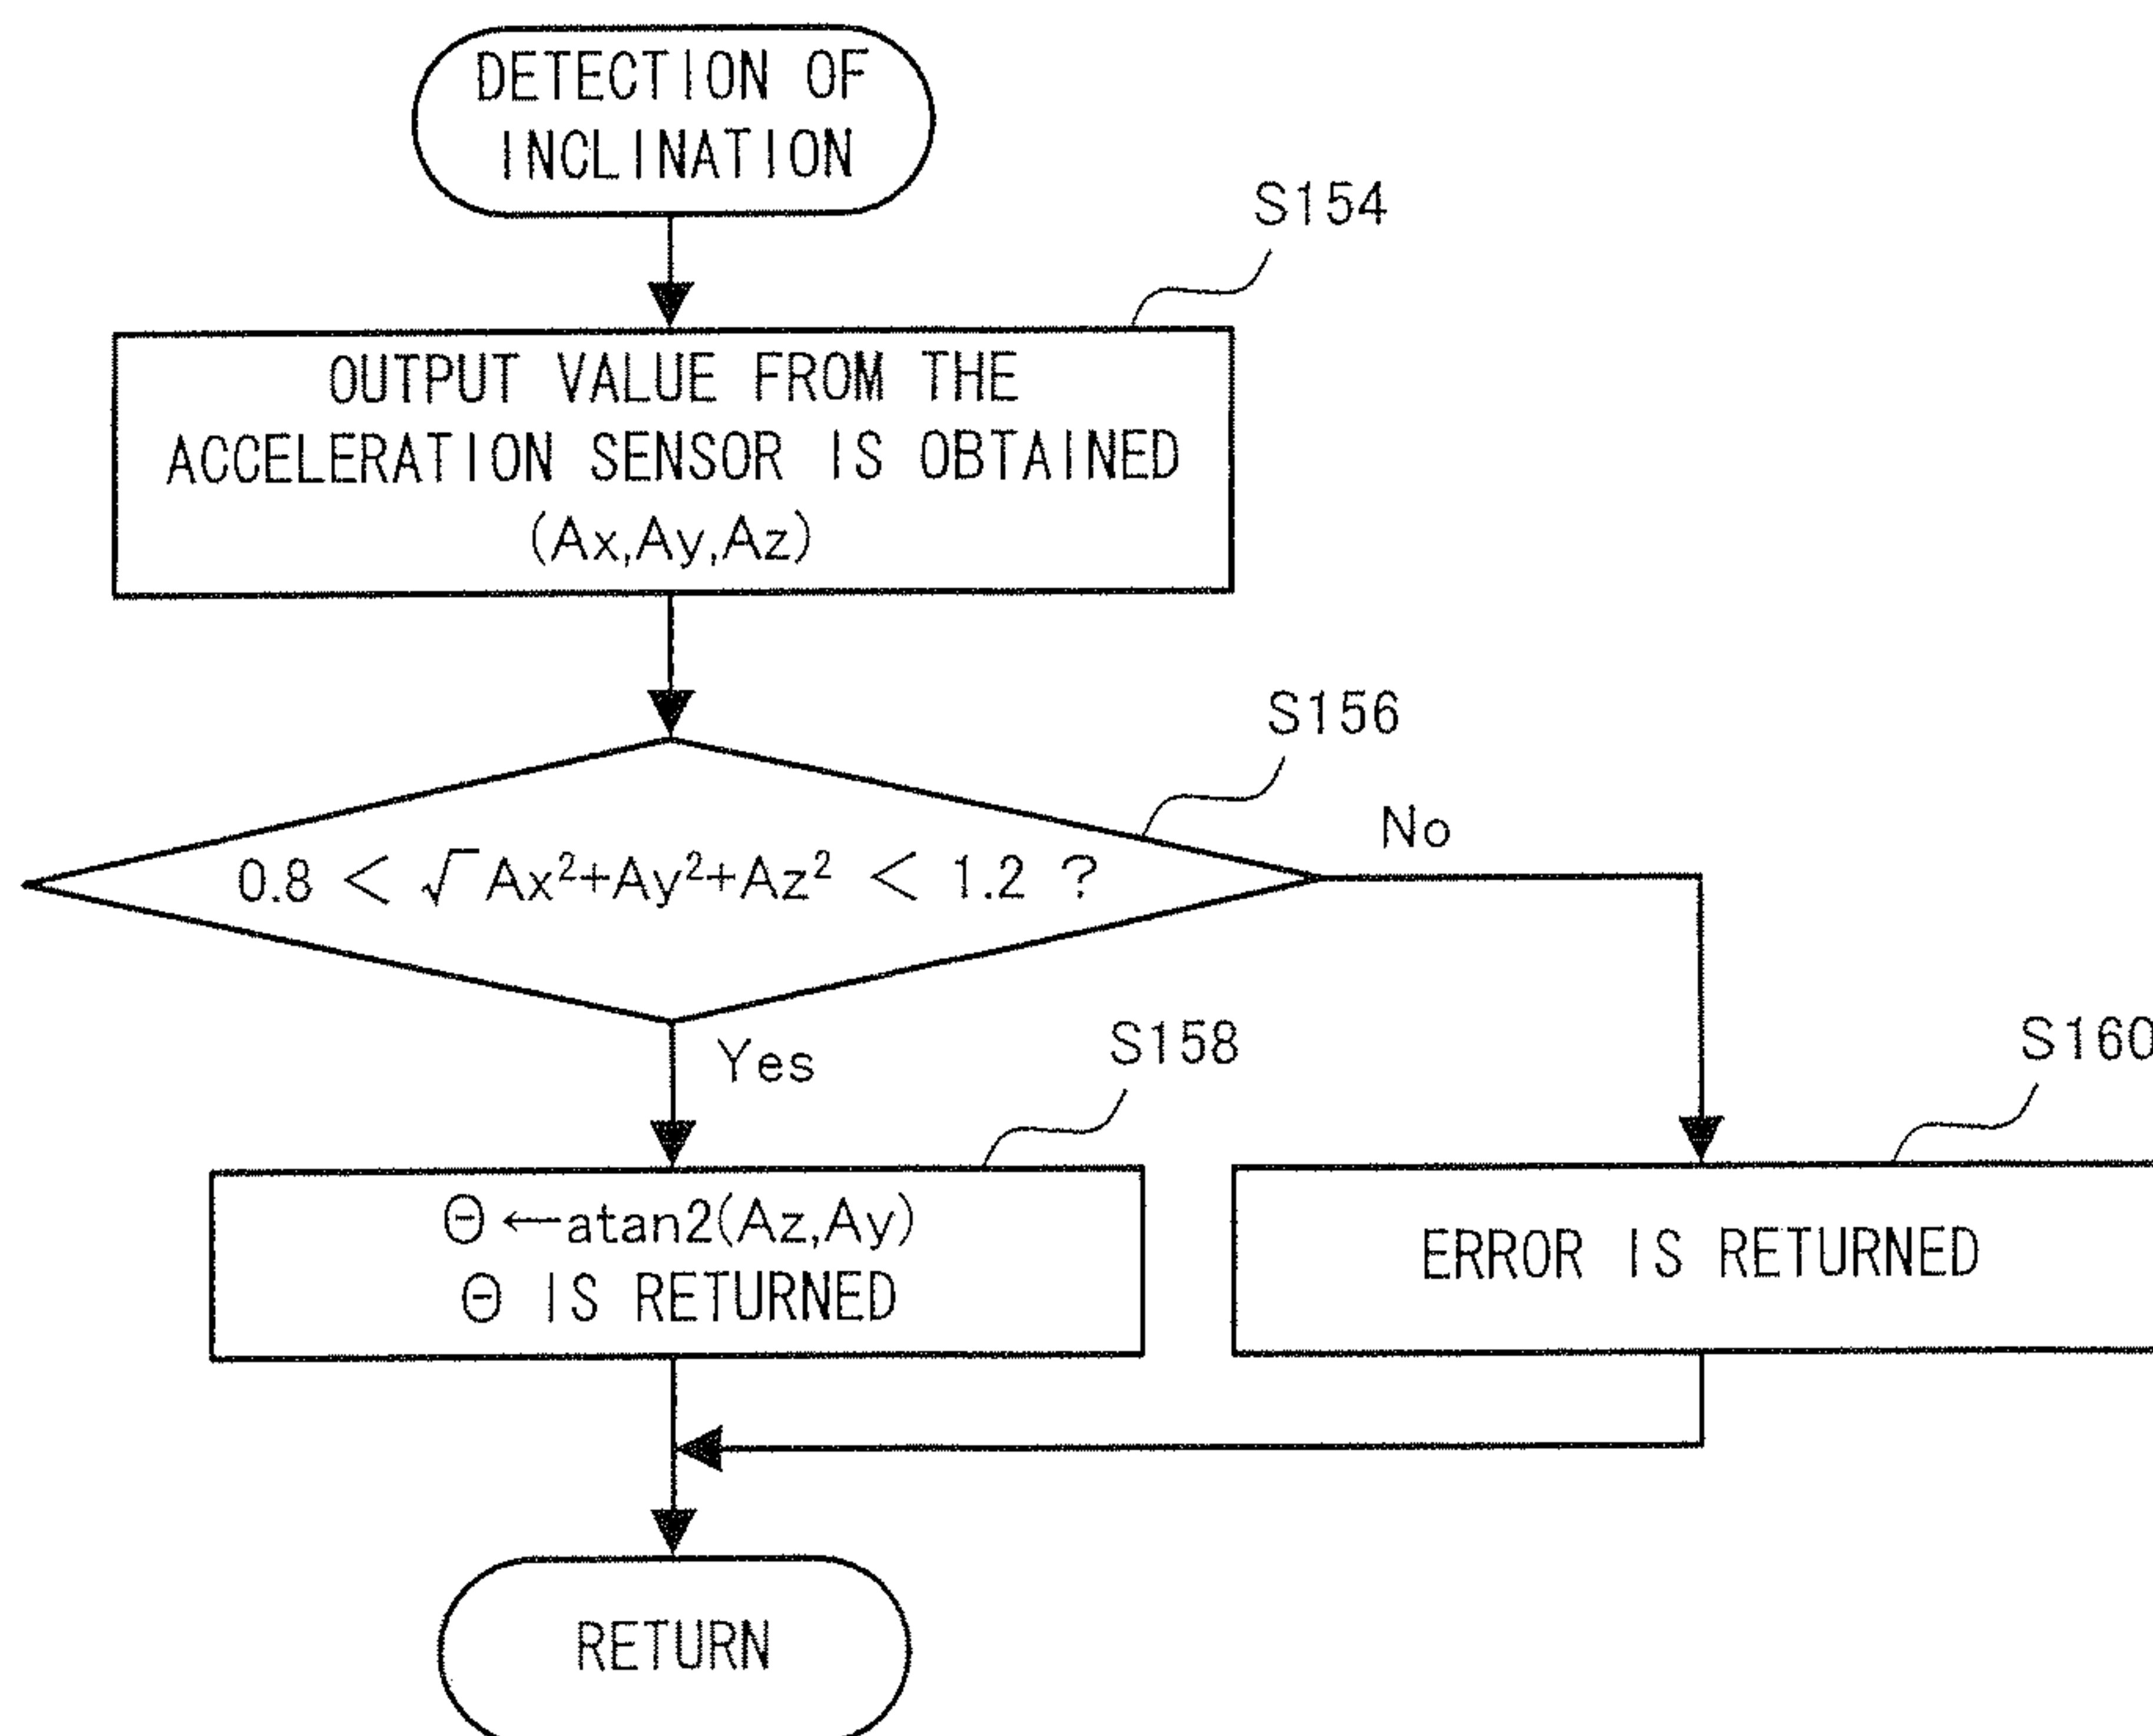 DETECTION OF
INCLINATION
S154
OUTPUT VALUE FROM THE
ACCELERATION SENSOR IS OBTAINED
(Ax,Ay,Az)
S156
0.8 < √ Ax²+Ay²+Az² < 1.2 ?
No
Yes
S158
S160
Θ ←atan2(Az,Ay)
Θ IS RETURNED
ERROR IS RETURNED
RETURN